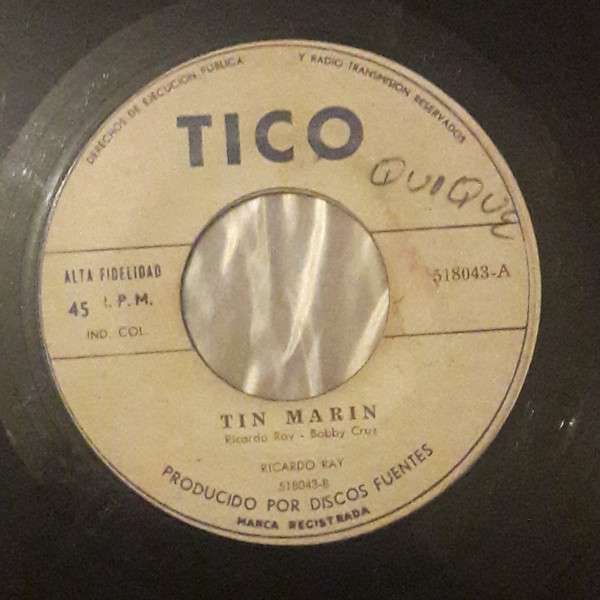 DERECHOS DE EJECUCION PUBLICA Y RADIO TRANSMISION RESERVADOS
TICO
QUIQUE
ALTA FIDELIDAD
518043-A
45 R.P.M.
IND. COL.
TIN MARIN
Ricardo Ray - Bobby Cruz
RICARDO RAY
518043-B
PRODUCIDO POR DISCOS FUENTES
MARCA REGISTRADA